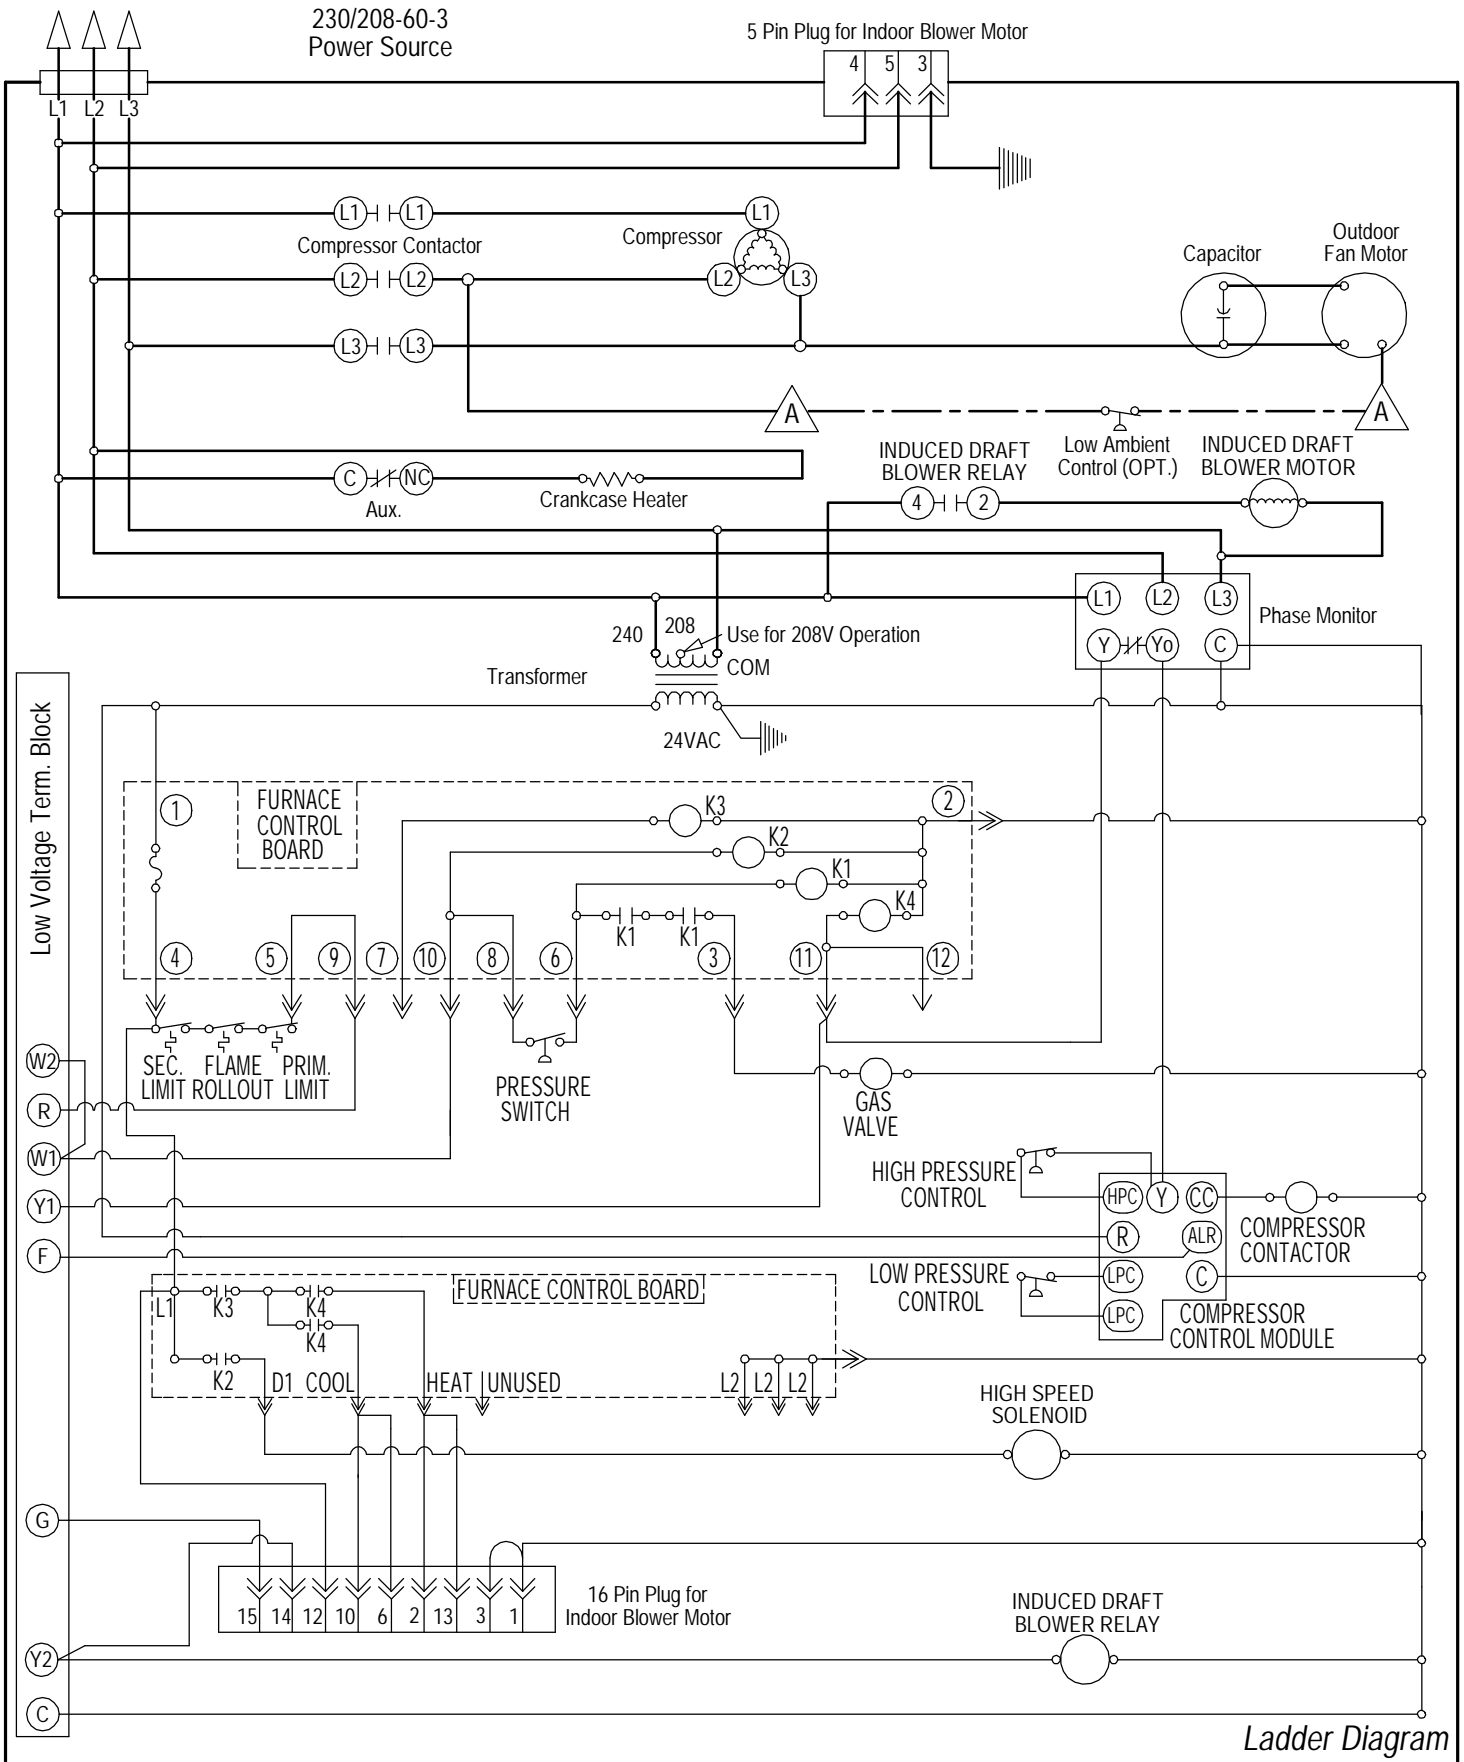 230/208-60-3
Power Source
5 Pin Plug for Indoor Blower Motor
4 5 3
L1 L2 L3
L1 L1 L1
Compressor Contactor
Compressor
L2 L2 L2 L3
Capacitor
Outdoor
Fan Motor
L3 L3
A A
Low Ambient
Control (OPT.)
INDUCED DRAFT
BLOWER RELAY
INDUCED DRAFT
BLOWER MOTOR
C NC
Aux.
Crankcase Heater
4 2
L1 L2 L3
Phase Monitor
240 208
Use for 208V Operation
Y Yo C
COM
Transformer
24VAC
Low Voltage Term. Block
FURNACE
CONTROL
BOARD
1 K3 2
K2
K1
K4
K1 K1
4 5 9 7 10 8 6 3 11 12
SEC.
LIMIT
FLAME
ROLLOUT
PRIM.
LIMIT
PRESSURE
SWITCH
GAS
VALVE
W2
R
W1
Y1
F
HIGH PRESSURE
CONTROL
HPC Y CC
R ALR
COMPRESSOR
CONTACTOR
LOW PRESSURE
CONTROL
LPC C
LPC
COMPRESSOR
CONTROL MODULE
FURNACE CONTROL BOARD
L1 K3 K4
K4
K2 D1 COOL HEAT UNUSED L2 L2 L2
HIGH SPEED
SOLENOID
G
15 14 12 10 6 2 13 3 1
16 Pin Plug for
Indoor Blower Motor
INDUCED DRAFT
BLOWER RELAY
Y2
C
Ladder Diagram